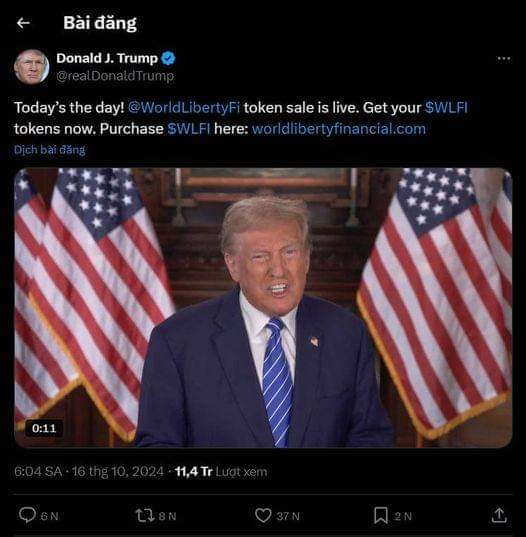 Bài đăng
Donald J. Trump
@realDonaldTrump
Today's the day! @WorldLibertyFi token sale is live. Get your $WLFI
tokens now. Purchase $WLFI here: worldlibertyfinancial.com
Dịch bài đăng
0:11
6:04 SA · 16 thg 10, 2024 · 11,4 Tr Lượt xem
6 N 8 N 37 N 2 N